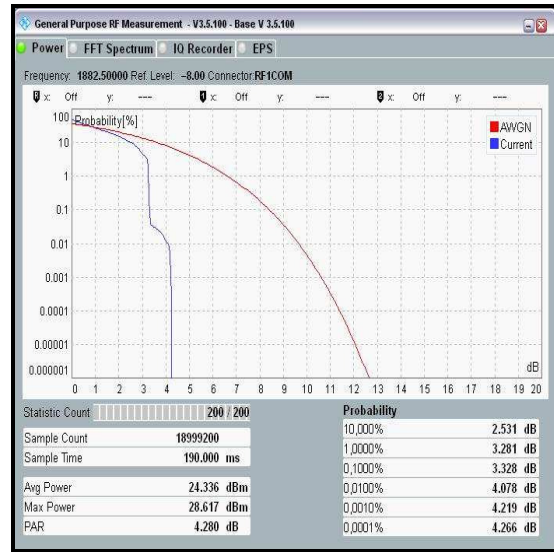 General Purpose RF Measurement - V3.5.100 - Base V 3.5.100
Power FFT Spectrum IQ Recorder EPS
Frequency: 1882.50000 Ref. Level: -8.00 Connector:RF1COM
x: Off y: --- x: Off y: --- x: Off y: ---
Probability[%]
AWGN
Current
100
10
1
0.1
0.01
0.001
0.0001
0.00001
0.000001
dB
0 1 2 3 4 5 6 7 8 9 10 11 12 13 14 15 16 17 18 19 20
Statistic Count 200 / 200
Sample Count 18999200
Sample Time 190.000 ms
Avg Power 24.336 dBm
Max Power 28.617 dBm
PAR 4.280 dB
Probability
10,000% 2.531 dB
1,0000% 3.281 dB
0,1000% 3.328 dB
0,0100% 4.078 dB
0,0010% 4.219 dB
0,0001% 4.266 dB